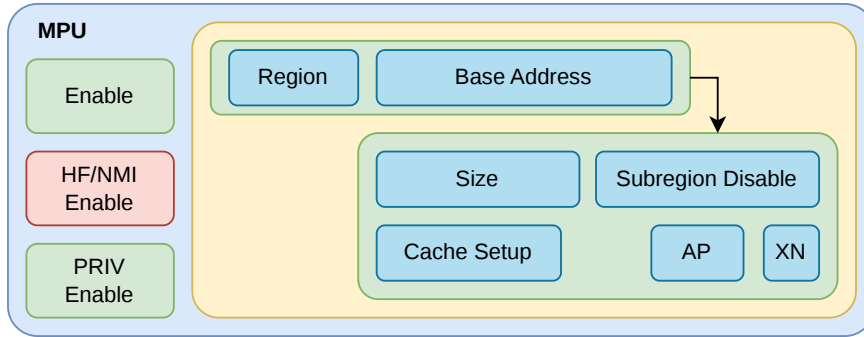 MPU
Enable
HF/NMI
Enable
PRIV
Enable
Region
Base Address
Size
Subregion Disable
Cache Setup
AP
XN